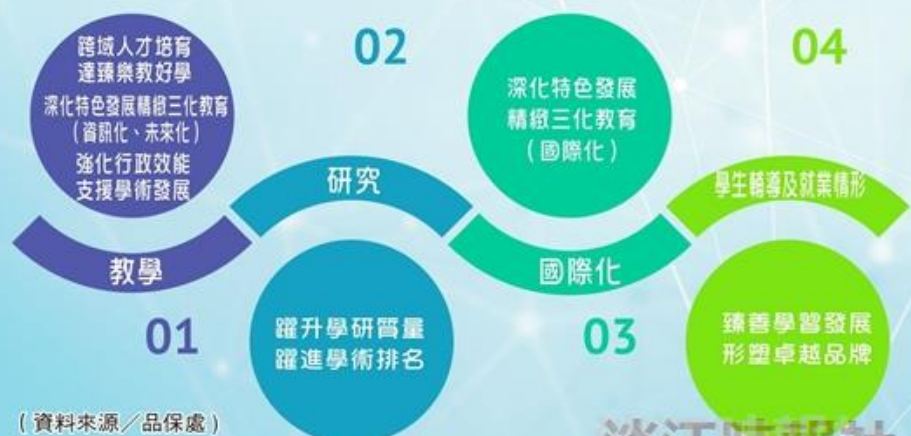 跨域人才培育
達臻樂教好學
深化特色發展精緻三化教育
(資訊化、未來化)
強化行政效能
支援學術發展
教學
01
02
研究
躍升學研質量
躍進學術排名
深化特色發展
精緻三化教育
(國際化)
國際化
03
04
學生輔導及就業情形
臻善學習發展
形塑卓越品牌
(資料來源／品保處)
淡江時報社